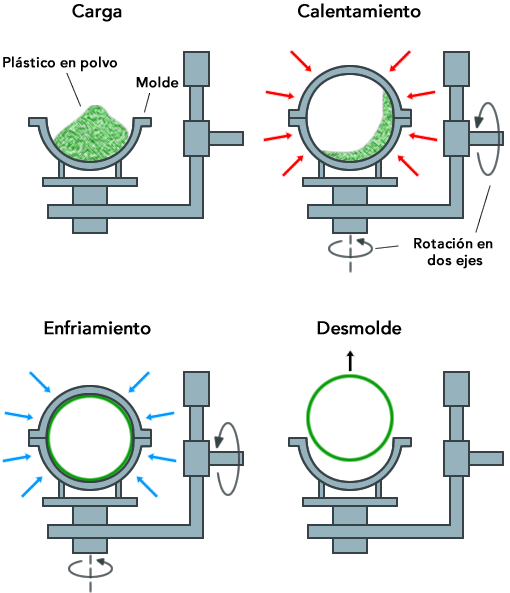 Carga
Calentamiento
Plástico en polvo
Molde
Rotación en
dos ejes
Enfriamiento
Desmolde